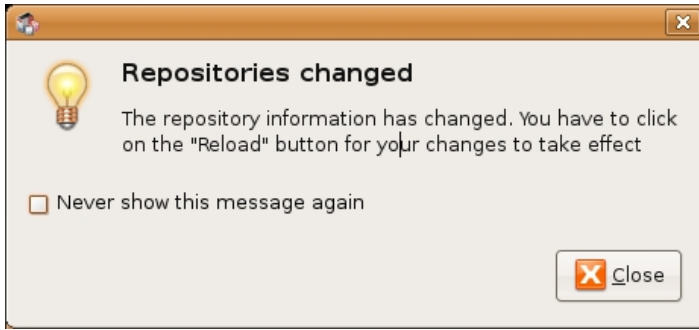 Repositories changed
The repository information has changed. You have to click
on the "Reload" button for your changes to take effect
Never show this message again
Close